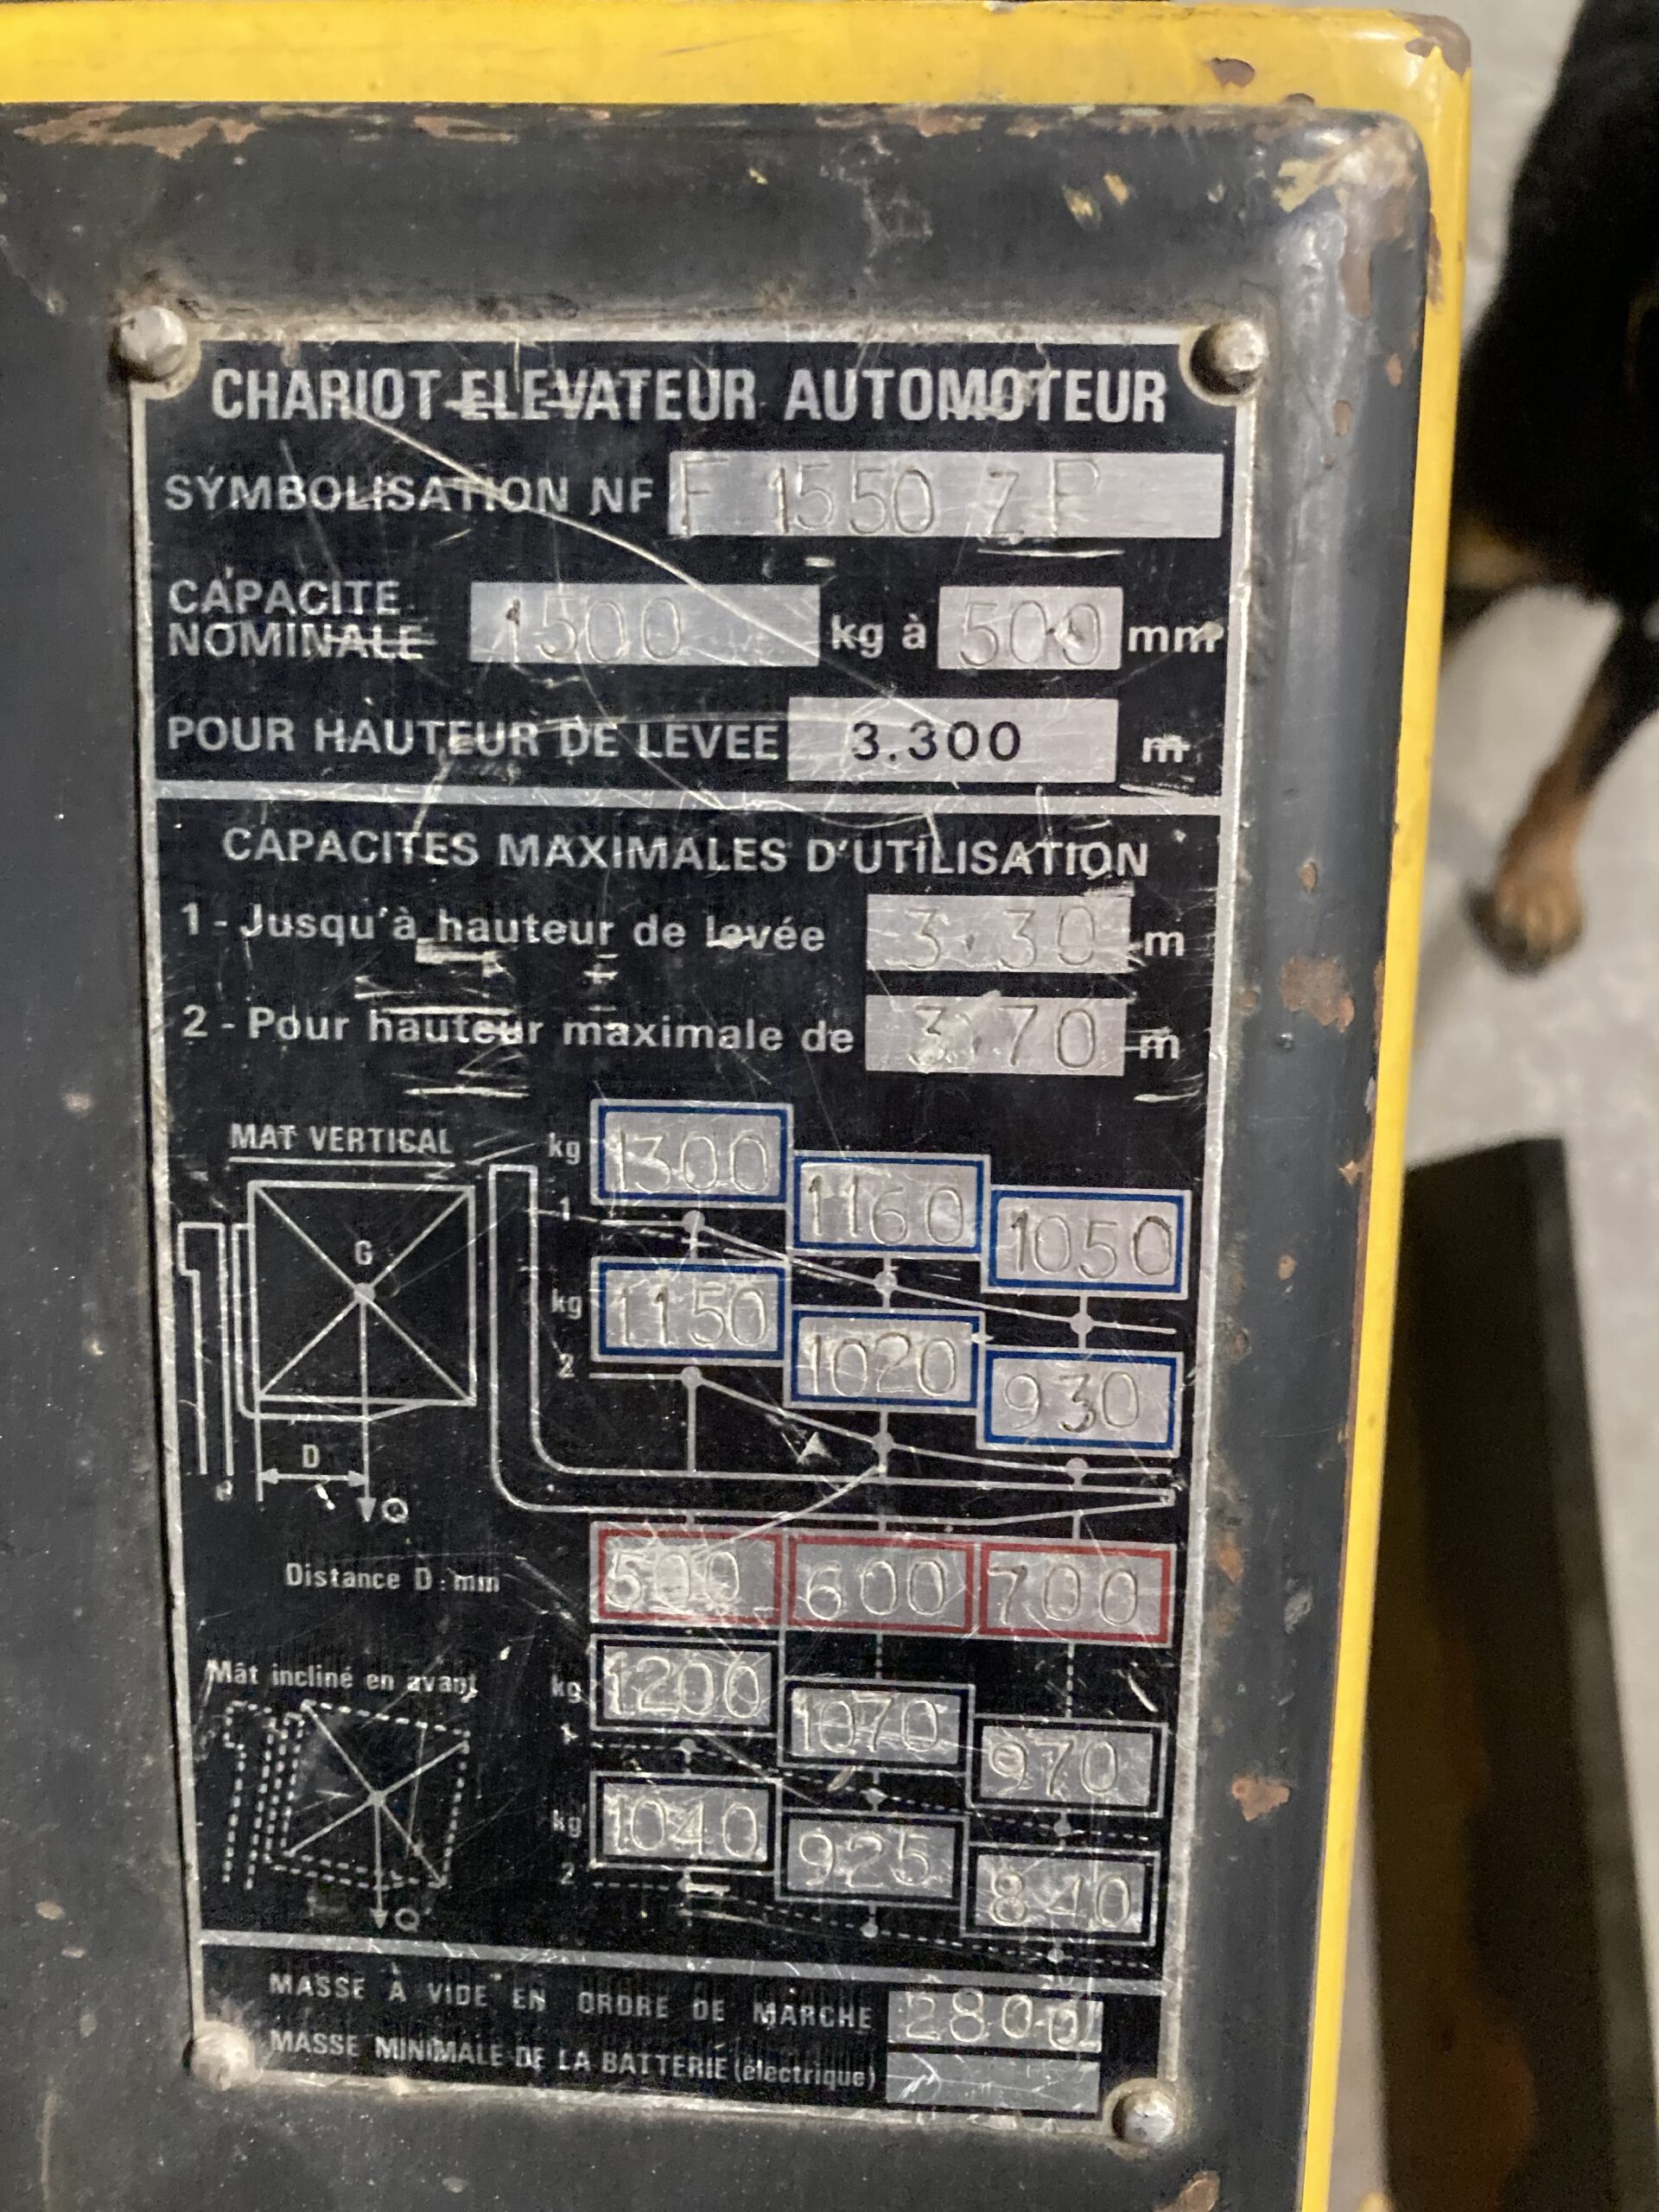 CHARIOT ELEVATEUR AUTOMOTEUR
SYMBOLISATION NF F 1550 Z P
CAPACITE NOMINALE 1500 kg à 500 mm
POUR HAUTEUR DE LEVEE 3.300 m
CAPACITES MAXIMALES D'UTILISATION
1 - Jusqu'à hauteur de levée 3.30 m
2 - Pour hauteur maximale de 3.70 m
MAT VERTICAL
kg 1 1300 1160 1050
G
kg 2 1150 1020 930
D
Q
Distance D : mm 500 600 700
Mât incliné en avant
kg 1 1200 1070 970
kg 2 1040 925 840
Q
MASSE À VIDE EN ORDRE DE MARCHE 2800
MASSE MINIMALE DE LA BATTERIE (électrique)